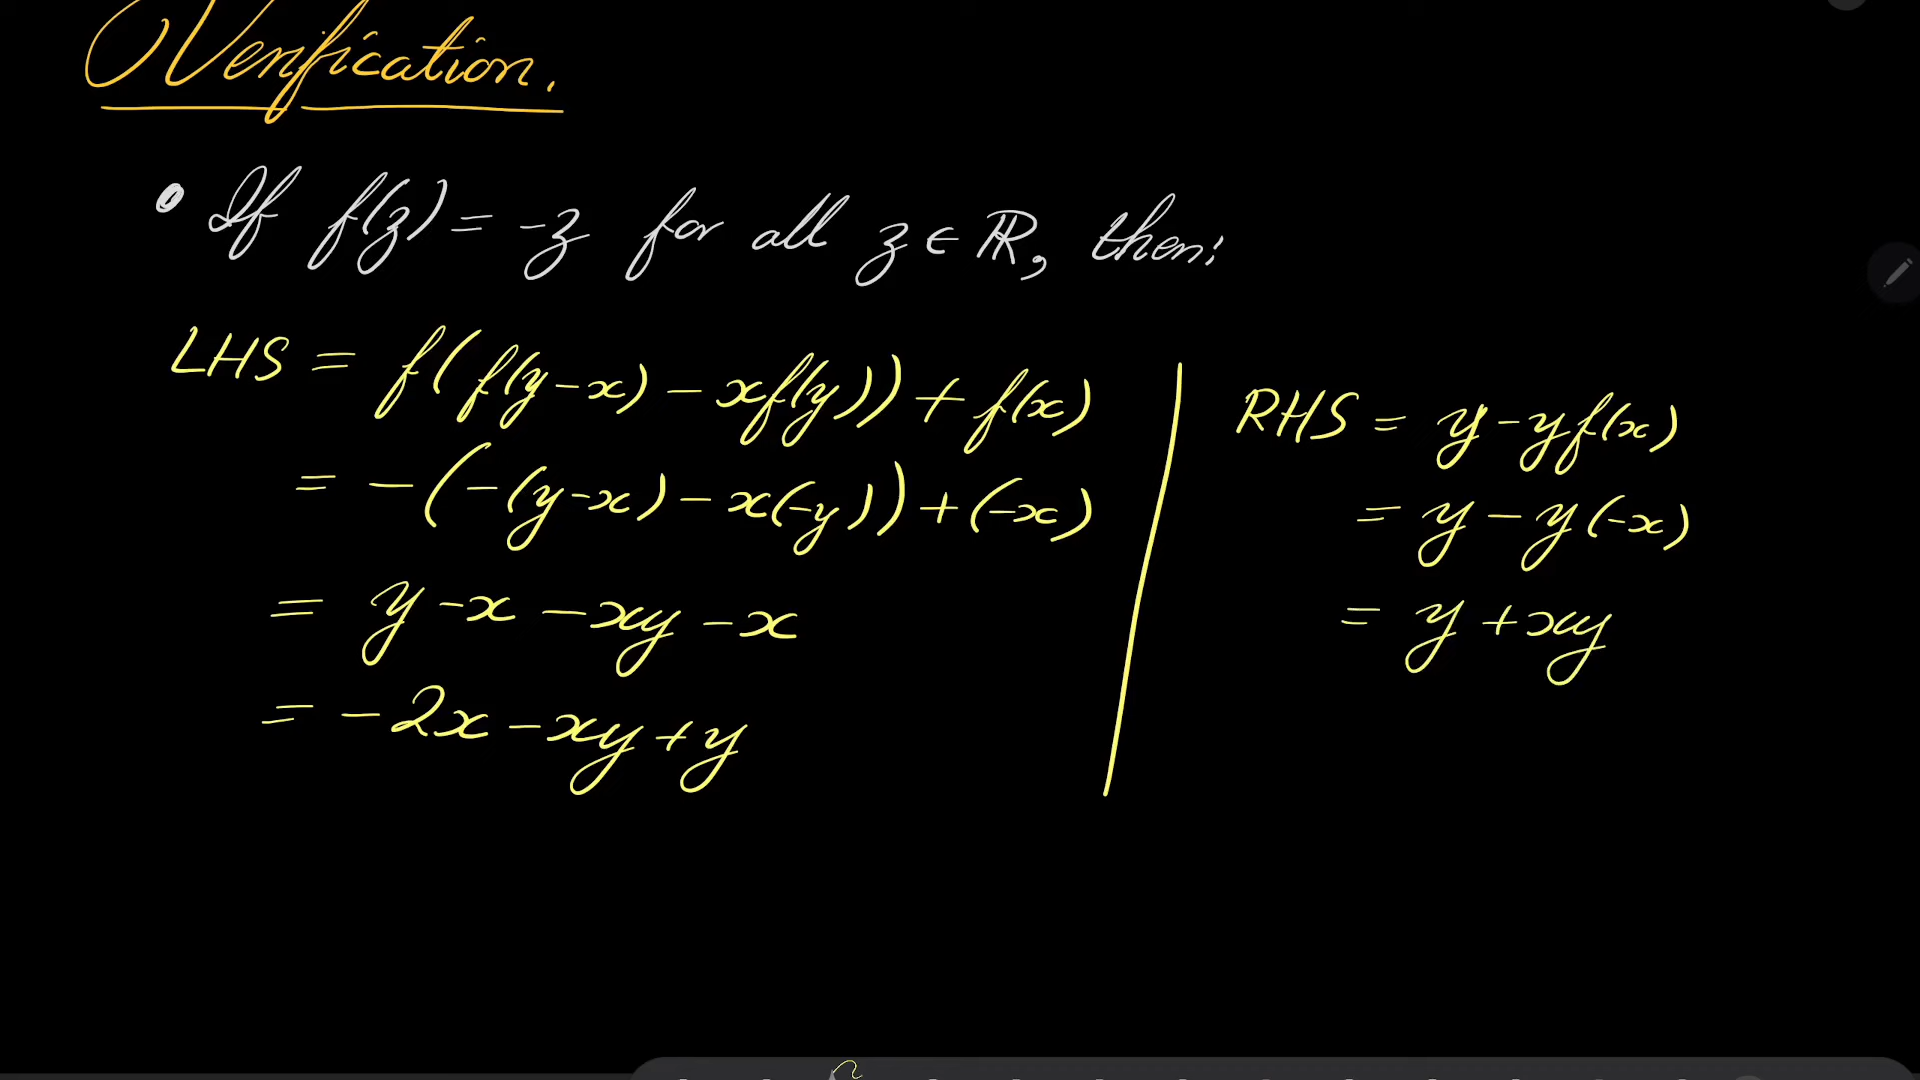 Verification.
• If f(z) = -z for all z ∈ ℝ, then:
LHS = f(f(y-x) - xf(y)) + f(x)
= -(-(y-x) - x(-y)) + (-x)
= y - x - xy - x
= -2x - xy + y
RHS = y - yf(x)
= y - y(-x)
= y + xy